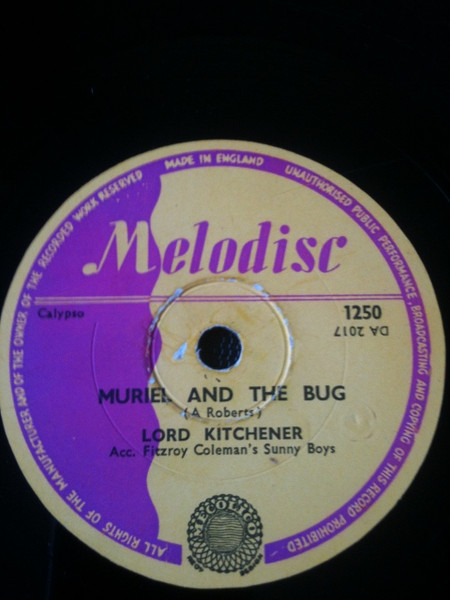 MADE IN ENGLAND
UNAUTHORISED PUBLIC PERFORMANCE, BROADCASTING AND COPYING OF THIS RECORD PROHIBITED
ALL RIGHTS OF THE MANUFACTURER AND OF THE OWNER OF THE RECORDED WORK RESERVED
Melodisc
Calypso
1250
DA 2017
MURIEL AND THE BUG
(A Roberts)
LORD KITCHENER
Acc. Fitzroy Coleman's Sunny Boys
MECOLICO